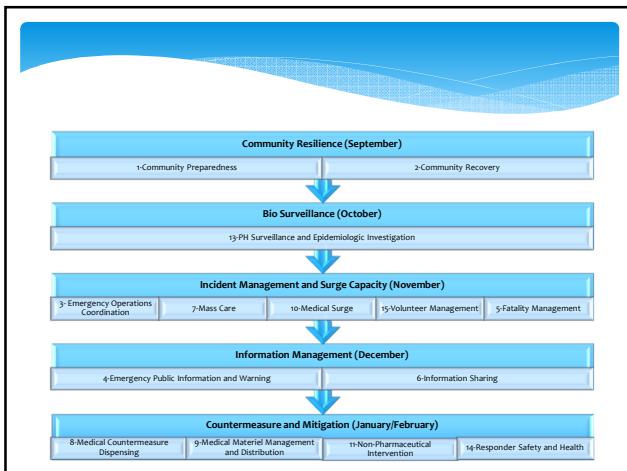 Community Resilience (September)
1-Community Preparedness
2-Community Recovery
Bio Surveillance (October)
13-PH Surveillance and Epidemiologic Investigation
Incident Management and Surge Capacity (November)
3- Emergency Operations
Coordination
7-Mass Care
10-Medical Surge
15-Volunteer Management
5-Fatality Management
Information Management (December)
4-Emergency Public Information and Warning
6-Information Sharing
Countermeasure and Mitigation (January/February)
8-Medical Countermeasure
Dispensing
9-Medical Materiel Management
and Distribution
11-Non-Pharmaceutical
Intervention
14-Responder Safety and Health